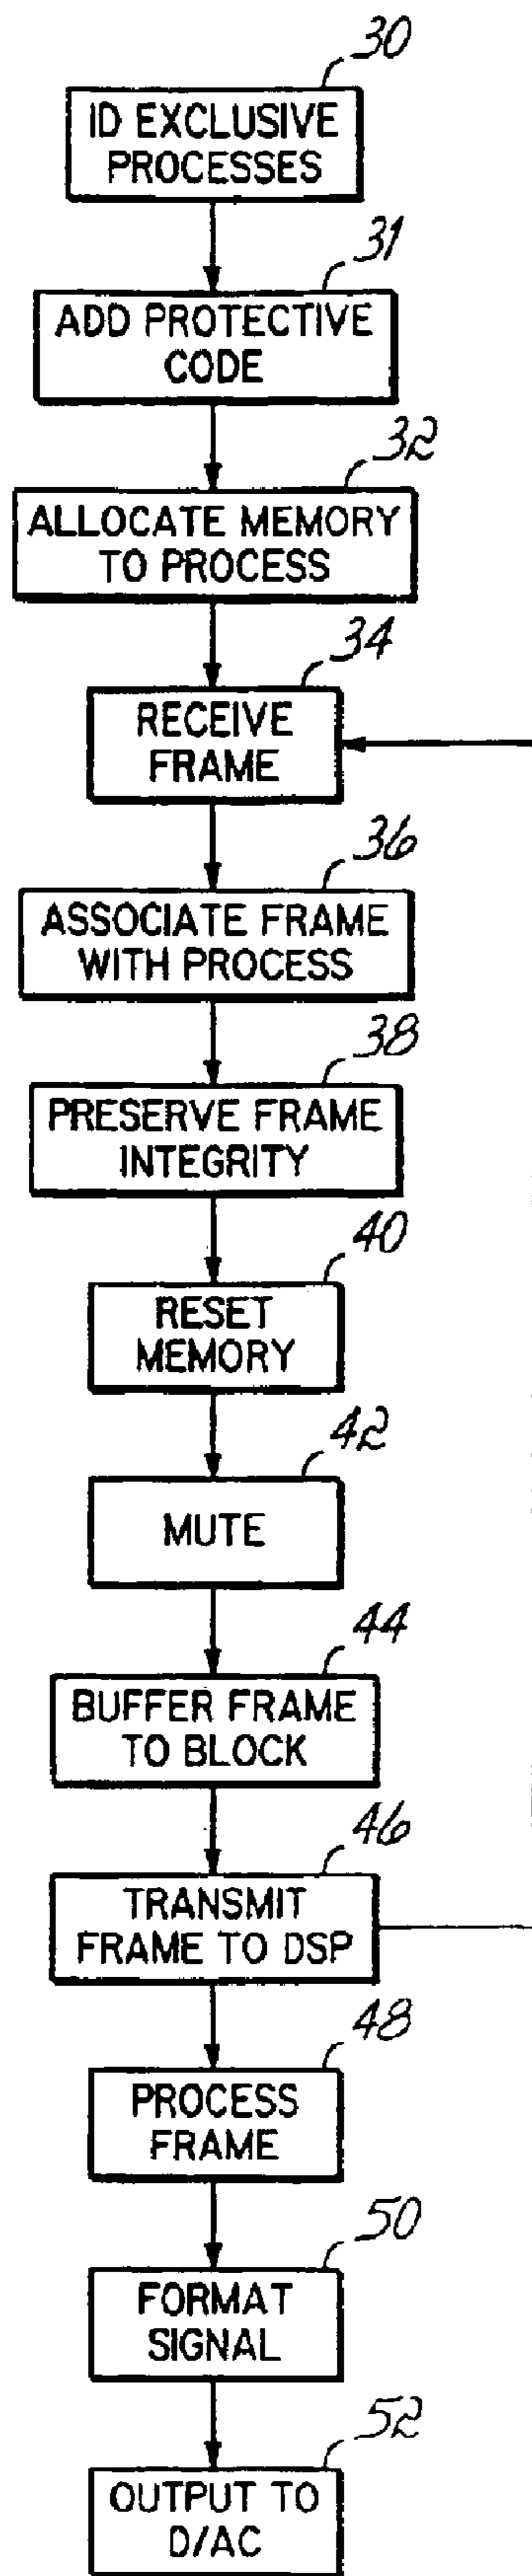 30
ID EXCLUSIVE
PROCESSES
31
ADD PROTECTIVE
CODE
32
ALLOCATE MEMORY
TO PROCESS
34
RECEIVE
FRAME
36
ASSOCIATE FRAME
WITH PROCESS
38
PRESERVE FRAME
INTEGRITY
40
RESET
MEMORY
42
MUTE
44
BUFFER FRAME
TO BLOCK
46
TRANSMIT
FRAME TO DSP
48
PROCESS
FRAME
50
FORMAT
SIGNAL
52
OUTPUT TO
D/AC